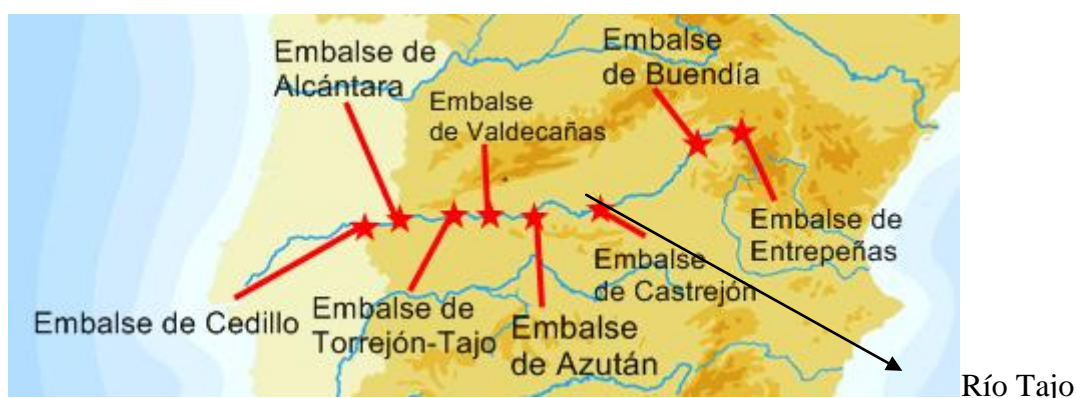 Embalse de
Alcántara
Embalse
de Valdecañas
Embalse
de Buendía
Embalse de
Entrepeñas
Embalse
de Castrejón
Embalse de Cedillo
Embalse de
Torrejón-Tajo
Embalse
de Azután
Río Tajo